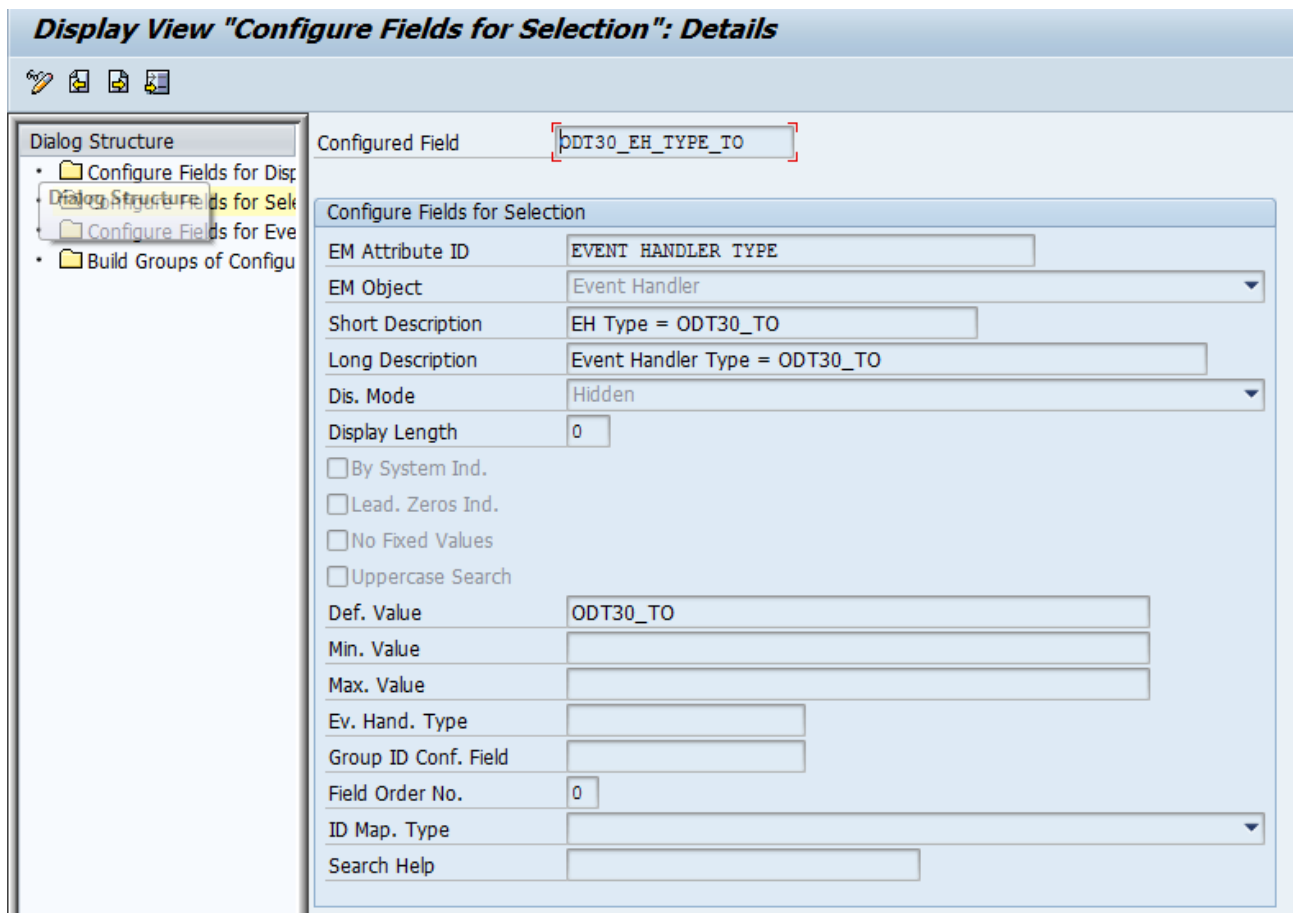 Display View "Configure Fields for Selection": Details
Dialog Structure
Configure Fields for Disp
Configure Fields for Sele
Dialog Structure
Configure Fields for Eve
Build Groups of Configu
Configured Field ODT30_EH_TYPE_TO
Configure Fields for Selection
EM Attribute ID EVENT HANDLER TYPE
EM Object Event Handler
Short Description EH Type = ODT30_TO
Long Description Event Handler Type = ODT30_TO
Dis. Mode Hidden
Display Length 0
By System Ind.
Lead. Zeros Ind.
No Fixed Values
Uppercase Search
Def. Value ODT30_TO
Min. Value
Max. Value
Ev. Hand. Type
Group ID Conf. Field
Field Order No. 0
ID Map. Type
Search Help